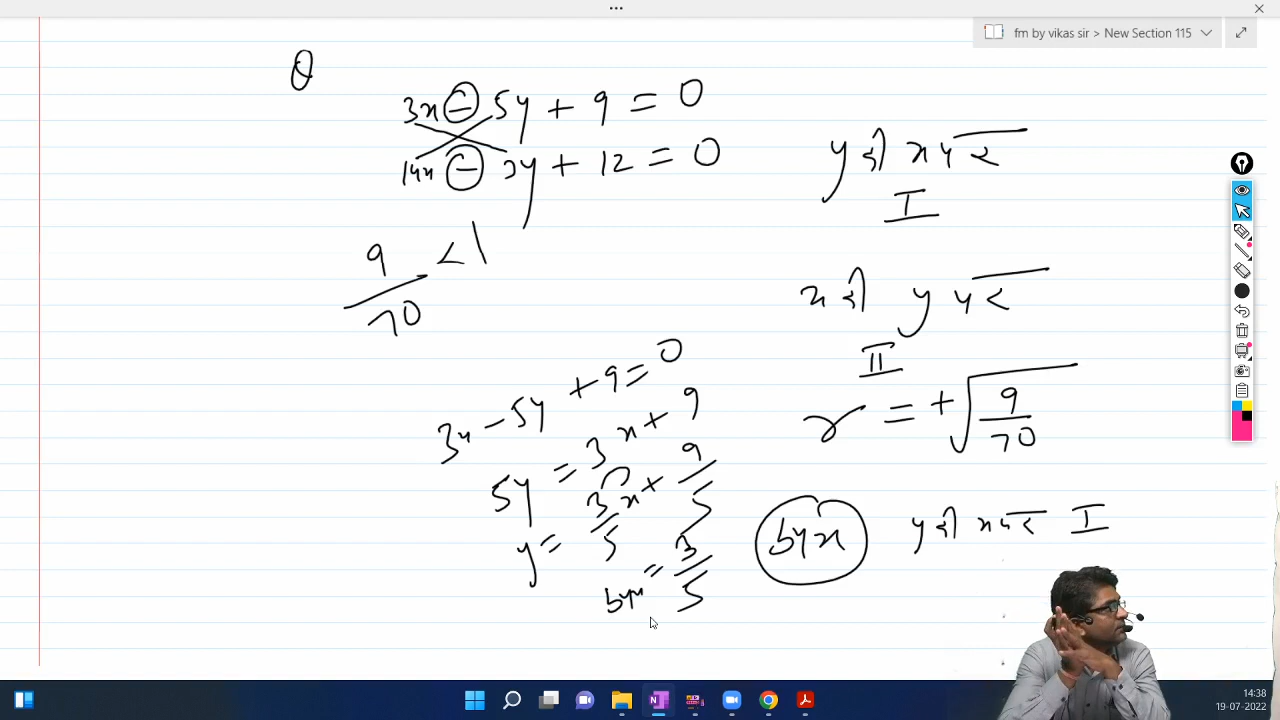 fm by vikas sir > New Section 115
Q
3x - 5y + 9 = 0
14x - 3y + 12 = 0
9/70 < 1
y की x पर
I
x की y पर
II
r = +√9/70
3x - 5y + 9 = 0
5y = 3x + 9
y = 3/5 x + 9/5
byx = 3/5
byx
y की x पर I
14:38
19-07-2022